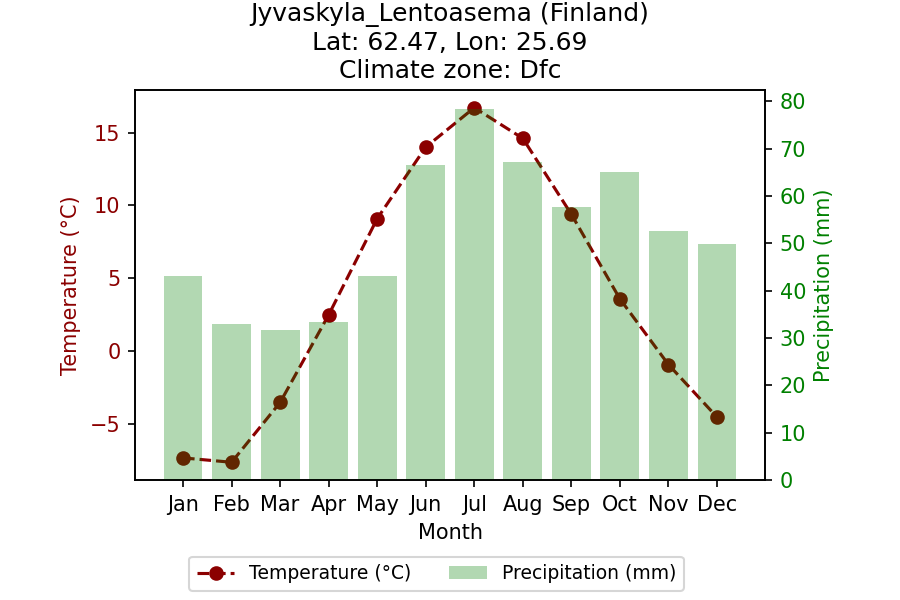 Jyvaskyla_Lentoasema (Finland)
Lat: 62.47, Lon: 25.69
Climate zone: Dfc
Temperature (°C)
15
10
5
0
−5
80
70
60
50
40
30
20
10
0
Precipitation (mm)
Jan Feb Mar Apr May Jun Jul Aug Sep Oct Nov Dec
Month
Temperature (°C) Precipitation (mm)